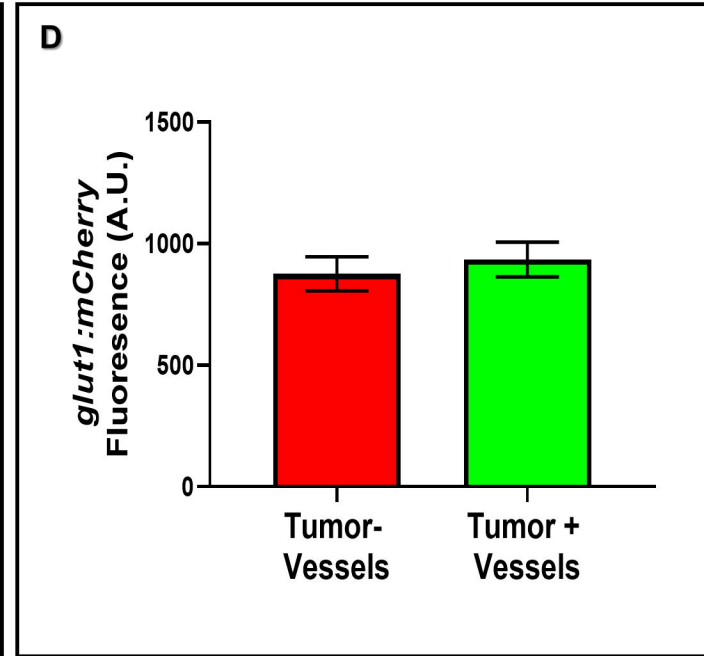 D
glut1:mCherry
Fluoresence (A.U.)
1500
1000
500
0
Tumor-
Vessels
Tumor +
Vessels